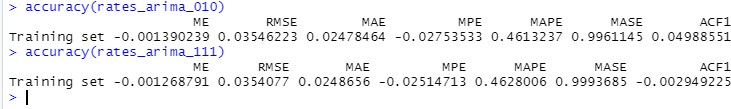 > accuracy(rates_arima_010)
ME RMSE MAE MPE MAPE MASE ACF1
Training set -0.001390239 0.03546223 0.02478464 -0.02753533 0.4613237 0.9961145 0.04988551
> accuracy(rates_arima_111)
ME RMSE MAE MPE MAPE MASE ACF1
Training set -0.001268791 0.0354077 0.0248656 -0.02514713 0.4628006 0.9993685 -0.002949225
>